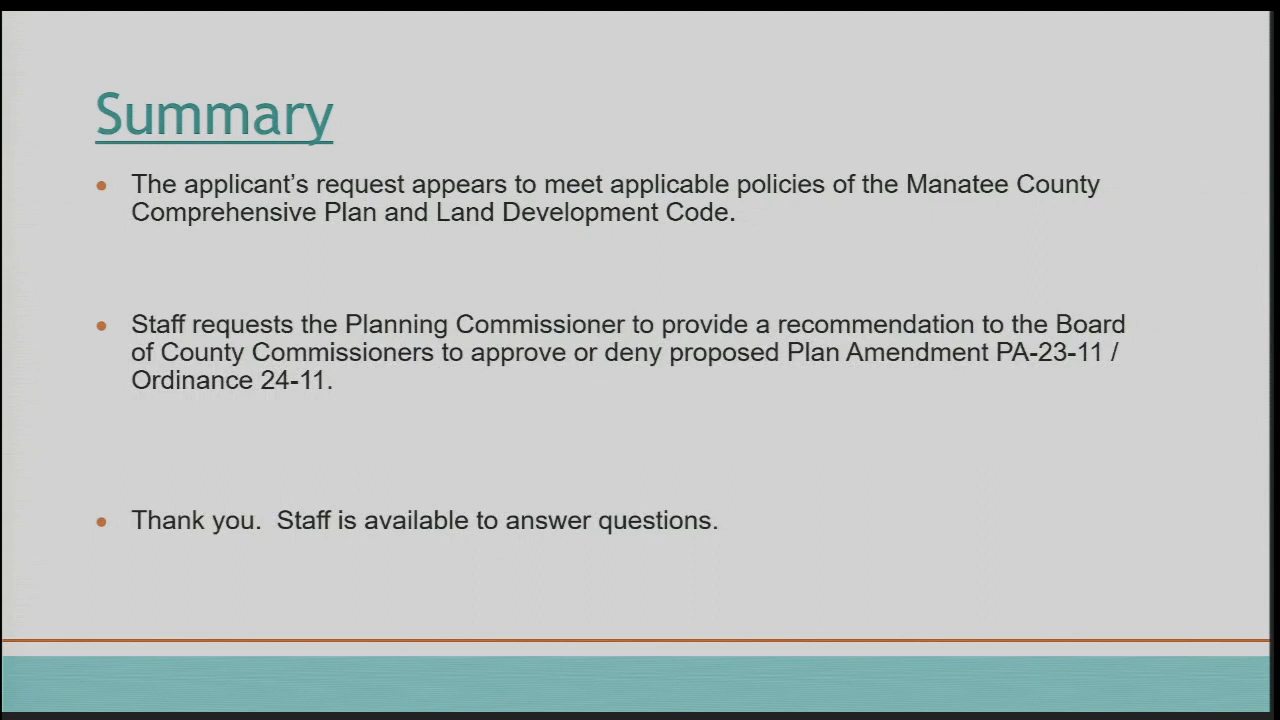 Summary
The applicant's request appears to meet applicable policies of the Manatee County
Comprehensive Plan and Land Development Code.
Staff requests the Planning Commissioner to provide a recommendation to the Board
of County Commissioners to approve or deny proposed Plan Amendment PA-23-11 /
Ordinance 24-11.
Thank you.  Staff is available to answer questions.